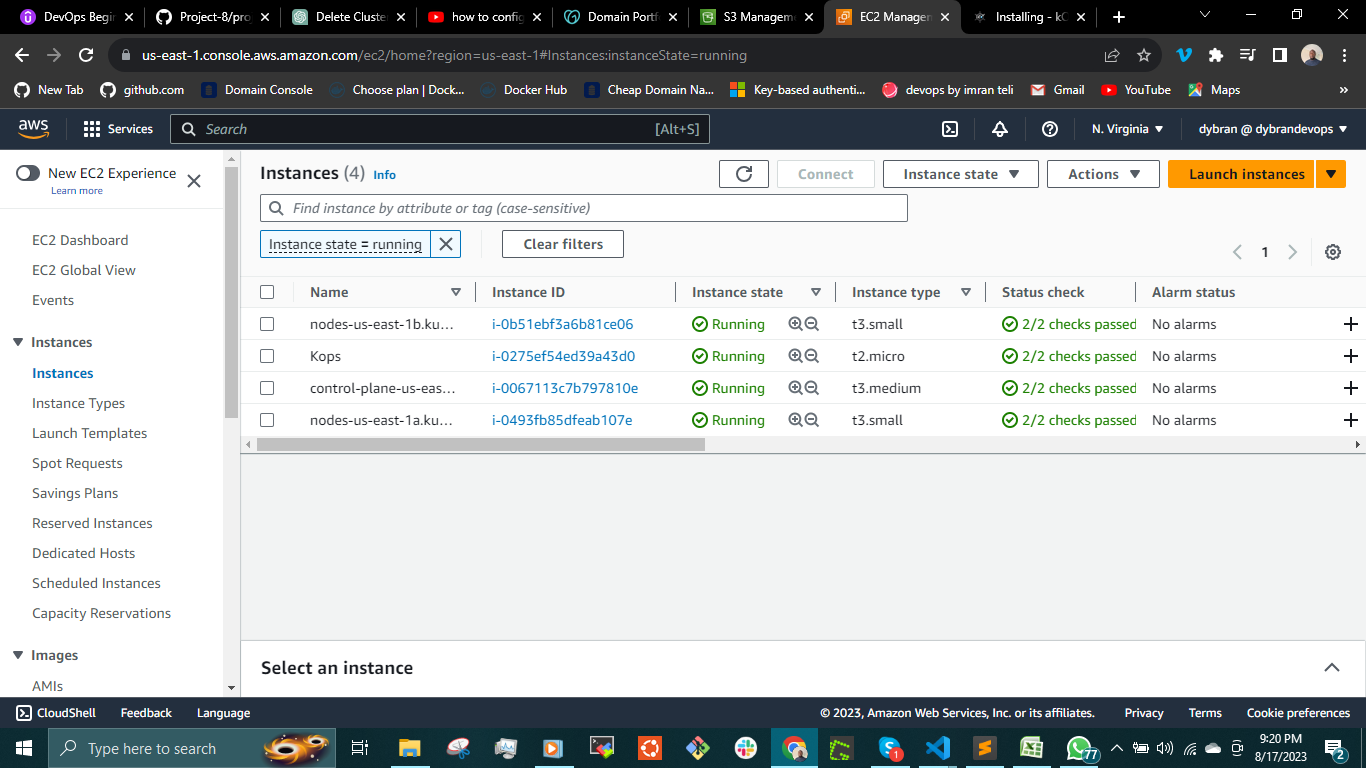 DevOps Begin
Project-8/proj
Delete Cluster
how to config
Domain Portf
S3 Managem
EC2 Managem
Installing - kO
us-east-1.console.aws.amazon.com/ec2/home?region=us-east-1#Instances:instanceState=running
New Tab
github.com
Domain Console
Choose plan | Dock...
Docker Hub
Cheap Domain Na...
Key-based authenti...
devops by imran teli
Gmail
YouTube
Maps
»
aws
Services
Search
[Alt+S]
N. Virginia
dybran @ dybrandevops
New EC2 Experience
Learn more
EC2 Dashboard
EC2 Global View
Events
Instances
Instances
Instance Types
Launch Templates
Spot Requests
Savings Plans
Reserved Instances
Dedicated Hosts
Scheduled Instances
Capacity Reservations
Images
AMIs
Instances (4) Info
Connect
Instance state
Actions
Launch instances
Find instance by attribute or tag (case-sensitive)
Instance state = running
Clear filters
1
Name Instance ID Instance state Instance type Status check Alarm status
nodes-us-east-1b.ku... i-0b51ebf3a6b81ce06 Running t3.small 2/2 checks passed No alarms
Kops i-0275ef54ed39a43d0 Running t2.micro 2/2 checks passed No alarms
control-plane-us-eas... i-0067113c7b797810e Running t3.medium 2/2 checks passed No alarms
nodes-us-east-1a.ku... i-0493fb85dfeab107e Running t3.small 2/2 checks passed No alarms
Select an instance
CloudShell
Feedback
Language
© 2023, Amazon Web Services, Inc. or its affiliates.
Privacy
Terms
Cookie preferences
Type here to search
1
77
9:20 PM
8/17/2023
2